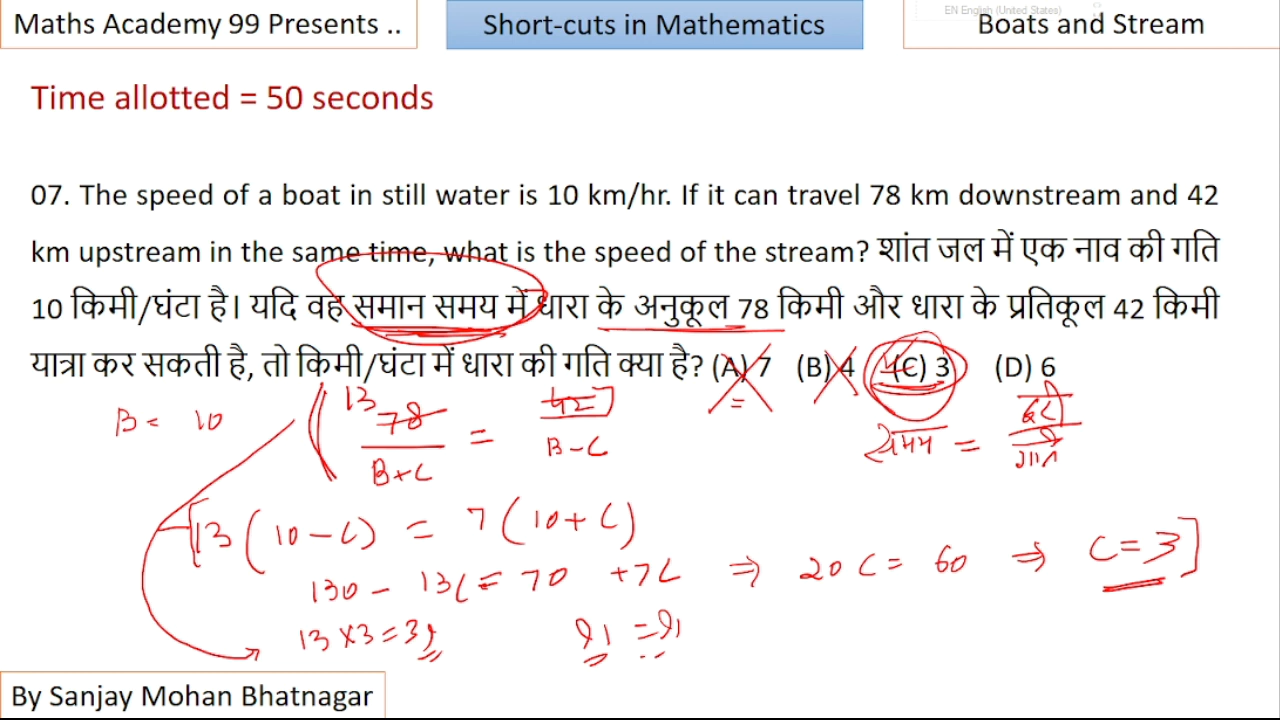 Maths Academy 99 Presents ..
Short-cuts in Mathematics
EN English (United States)
Boats and Stream
Time allotted = 50 seconds
07. The speed of a boat in still water is 10 km/hr. If it can travel 78 km downstream and 42
km upstream in the same time, what is the speed of the stream? शांत जल में एक नाव की गति
10 किमी/घंटा है। यदि वह समान समय में धारा के अनुकूल 78 किमी और धारा के प्रतिकूल 42 किमी
यात्रा कर सकती है, तो किमी/घंटा में धारा की गति क्या है? (A) 7 (B) 4 (C) 3 (D) 6
B = 10
13
78 = 42
B+C B-C
समय =
13 (10-C) = 7 (10+C)
130 - 13C = 70 +7C ⇒ 20C = 60 ⇒ C=3
13×3=39
91 = 91
By Sanjay Mohan Bhatnagar